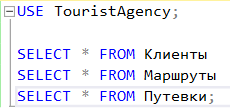 USE TouristAgency;
SELECT * FROM Клиенты
SELECT * FROM Маршруты
SELECT * FROM Путевки;